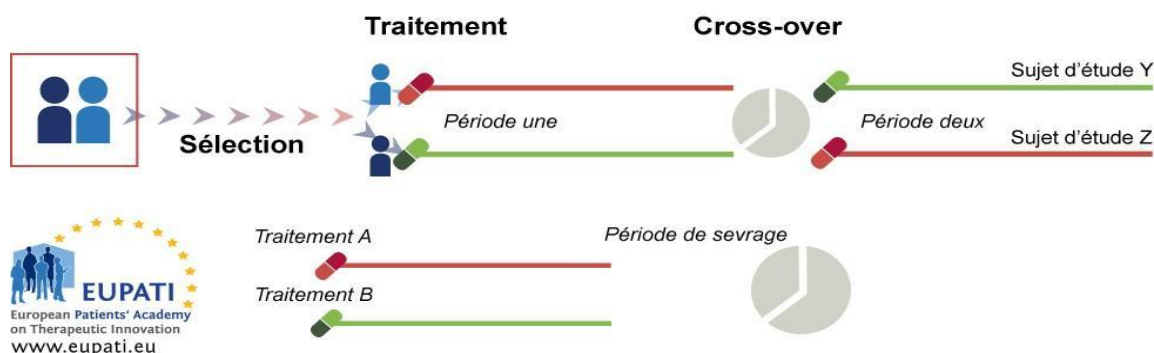 Traitement
Cross-over
Sujet d'étude Y
Période une
Période deux
Sélection
Sujet d'étude Z
Traitement A
Période de sevrage
Traitement B
EUPATI
European Patients' Academy
on Therapeutic Innovation
www.eupati.eu